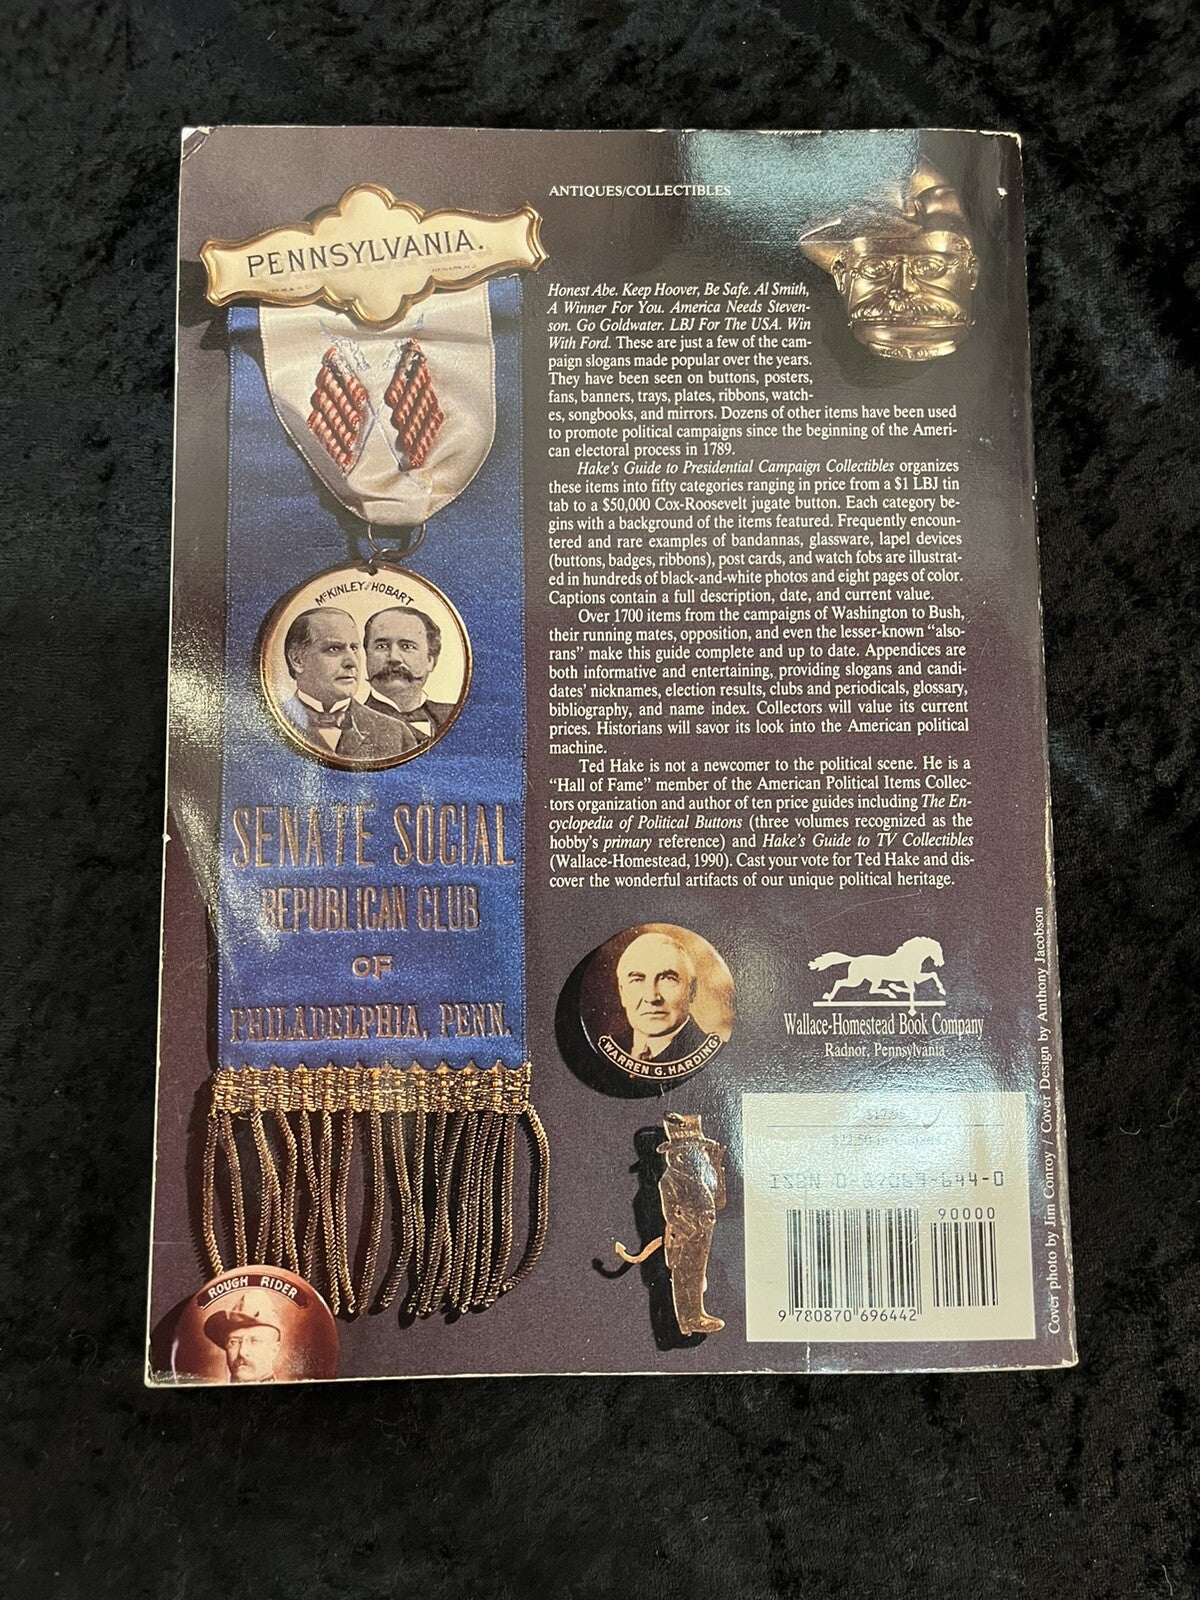 ANTIQUES/COLLECTIBLES
PENNSYLVANIA.
Honest Abe. Keep Hoover, Be Safe. Al Smith,
A Winner For You. America Needs Steven-
son. Go Goldwater. LBJ For The USA. Win
With Ford. These are just a few of the cam-
paign slogans made popular over the years.
They have been seen on buttons, posters,
fans, banners, trays, plates, ribbons, watch-
es, songbooks, and mirrors. Dozens of other items have been used
to promote political campaigns since the beginning of the Ameri-
can electoral process in 1789.
Hake's Guide to Presidential Campaign Collectibles organizes
these items into fifty categories ranging in price from a $1 LBJ tin
tab to a $50,000 Cox-Roosevelt jugate button. Each category be-
gins with a background of the items featured. Frequently encoun-
tered and rare examples of bandannas, glassware, lapel devices
(buttons, badges, ribbons), post cards, and watch fobs are illustrat-
ed in hundreds of black-and-white photos and eight pages of color.
Captions contain a full description, date, and current value.
Over 1700 items from the campaigns of Washington to Bush,
their running mates, opposition, and even the lesser-known "also-
rans" make this guide complete and up to date. Appendices are
both informative and entertaining, providing slogans and candi-
dates' nicknames, election results, clubs and periodicals, glossary,
bibliography, and name index. Collectors will value its current
prices. Historians will savor its look into the American political
machine.
Ted Hake is not a newcomer to the political scene. He is a
"Hall of Fame" member of the American Political Items Collec-
tors organization and author of ten price guides including The En-
cyclopedia of Political Buttons (three volumes recognized as the
hobby's primary reference) and Hake's Guide to TV Collectibles
(Wallace-Homestead, 1990). Cast your vote for Ted Hake and dis-
cover the wonderful artifacts of our unique political heritage.
McKINLEY HOBART
SENATE SOCIAL
REPUBLICAN CLUB
OF
PHILADELPHIA, PENN.
WARREN G. HARDING
ROUGH RIDER
Wallace-Homestead Book Company
Radnor, Pennsylvania
ISBN 0-87069-644-0
90000
9 780870 696442
Cover photo by Jim Conroy / Cover Design by Anthony Jacobson